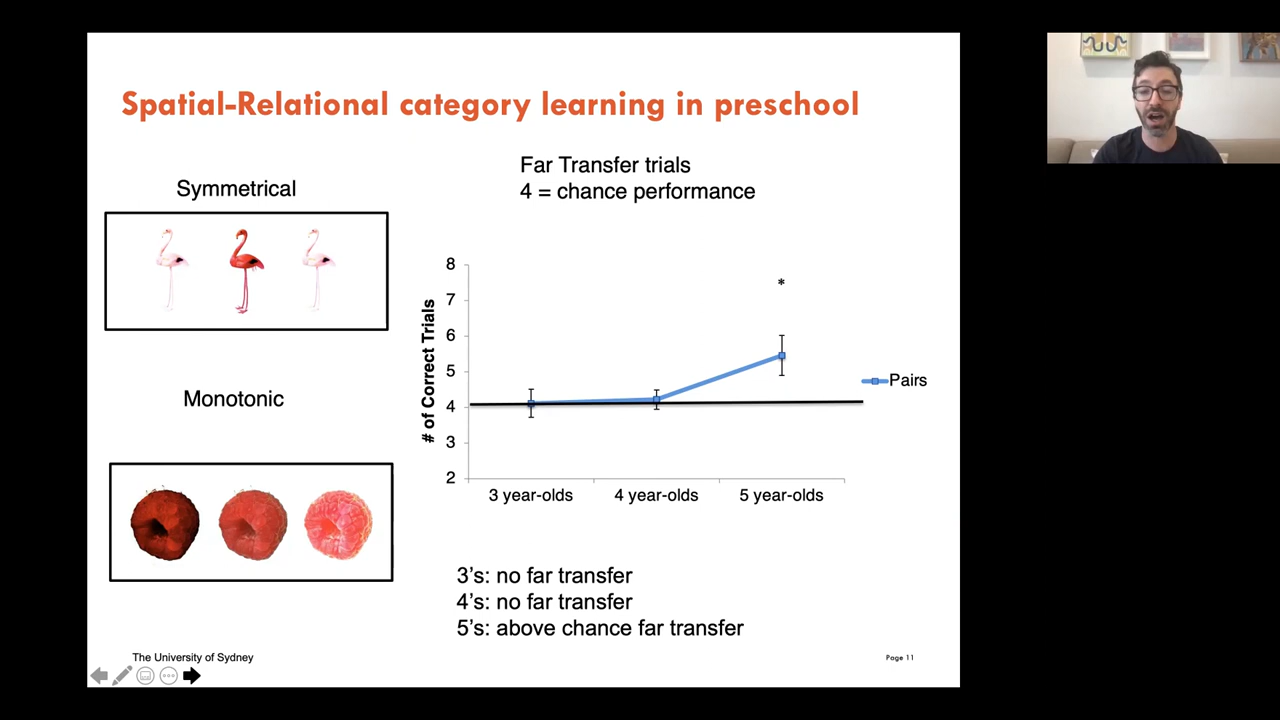 Spatial-Relational category learning in preschool
Symmetrical
Monotonic
Far Transfer trials
4 = chance performance
# of Correct Trials
8
7
6
5
4
3
2
*
3 year-olds
4 year-olds
5 year-olds
Pairs
3's: no far transfer
4's: no far transfer
5's: above chance far transfer
The University of Sydney
Page 11